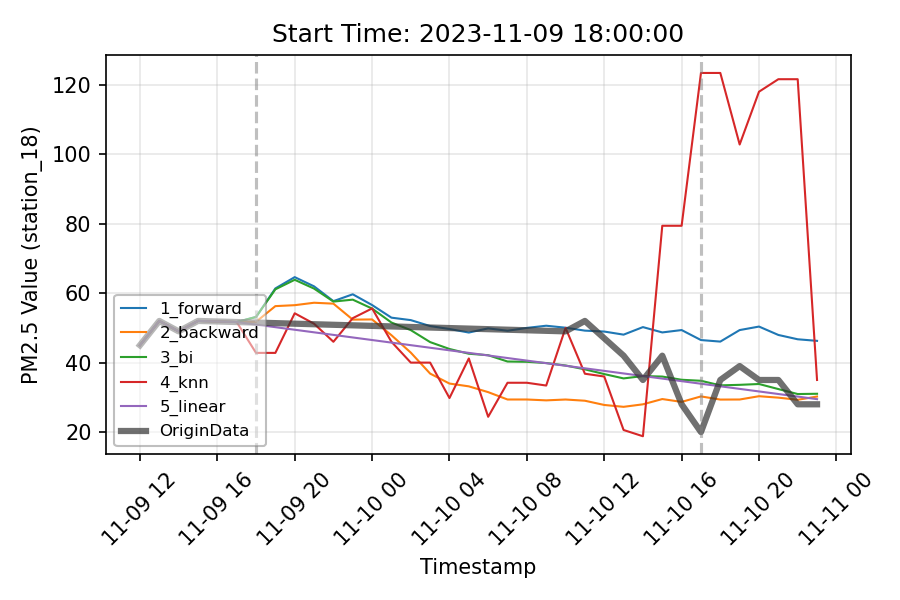 Start Time: 2023-11-09 18:00:00
PM2.5 Value (station_18)
120
100
80
60
40
20
1_forward
2_backward
3_bi
4_knn
5_linear
OriginData
11-09 12
11-09 16
11-09 20
11-10 00
11-10 04
11-10 08
11-10 12
11-10 16
11-10 20
11-11 00
Timestamp